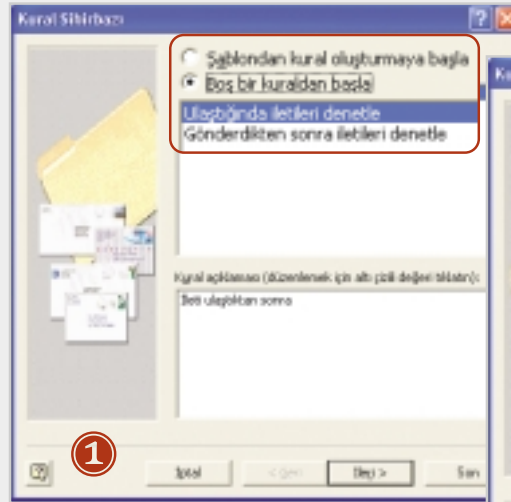 Kural Sihirbazı
Şablondan kural oluşturmaya başla
Boş bir kuraldan başla
Ulaştığında iletileri denetle
Gönderdikten sonra iletileri denetle
Kural açıklaması (düzenlemek için altı çizili değeri tıklatın):
İleti ulaştıktan sonra
1
İptal
< Geri
İleri >
Son